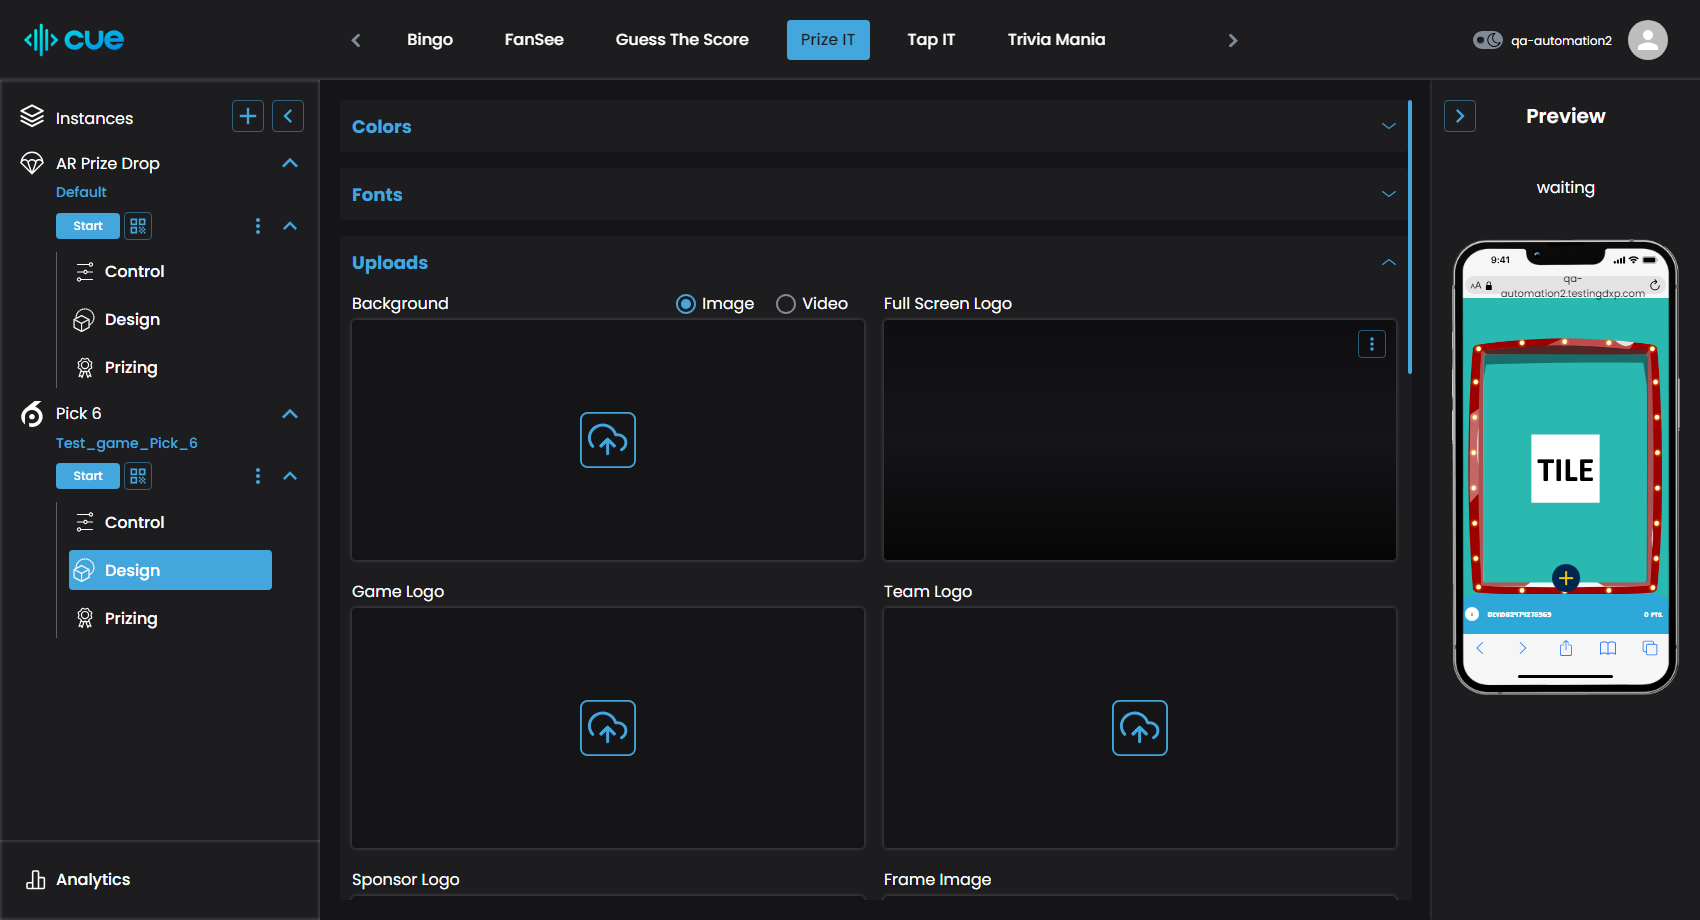 cue
Bingo
FanSee
Guess The Score
Prize IT
Tap IT
Trivia Mania
qa-automation2
Instances
AR Prize Drop
Default
Start
Control
Design
Prizing
Pick 6
Test_game_Pick_6
Start
Control
Design
Prizing
Analytics
Colors
Fonts
Uploads
Background
Image
Video
Full Screen Logo
Game Logo
Team Logo
Sponsor Logo
Frame Image
Preview
waiting
9:41
AA
qa-
automation2.testingdxp.com
TILE
0 PTS.